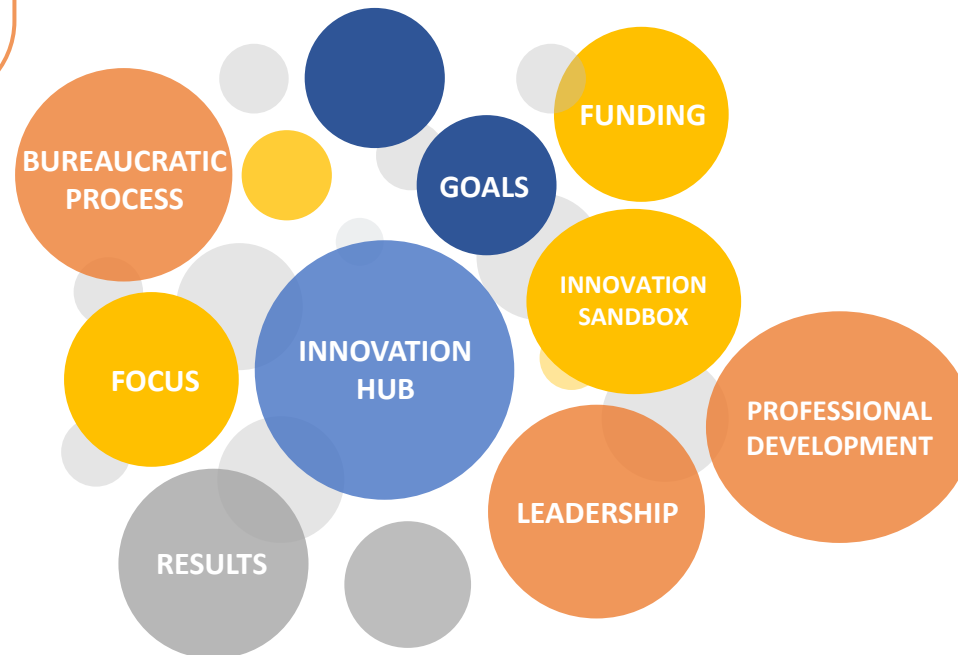 FUNDING
BUREAUCRATIC
PROCESS
GOALS
INNOVATION
SANDBOX
INNOVATION
HUB
FOCUS
PROFESSIONAL
DEVELOPMENT
LEADERSHIP
RESULTS